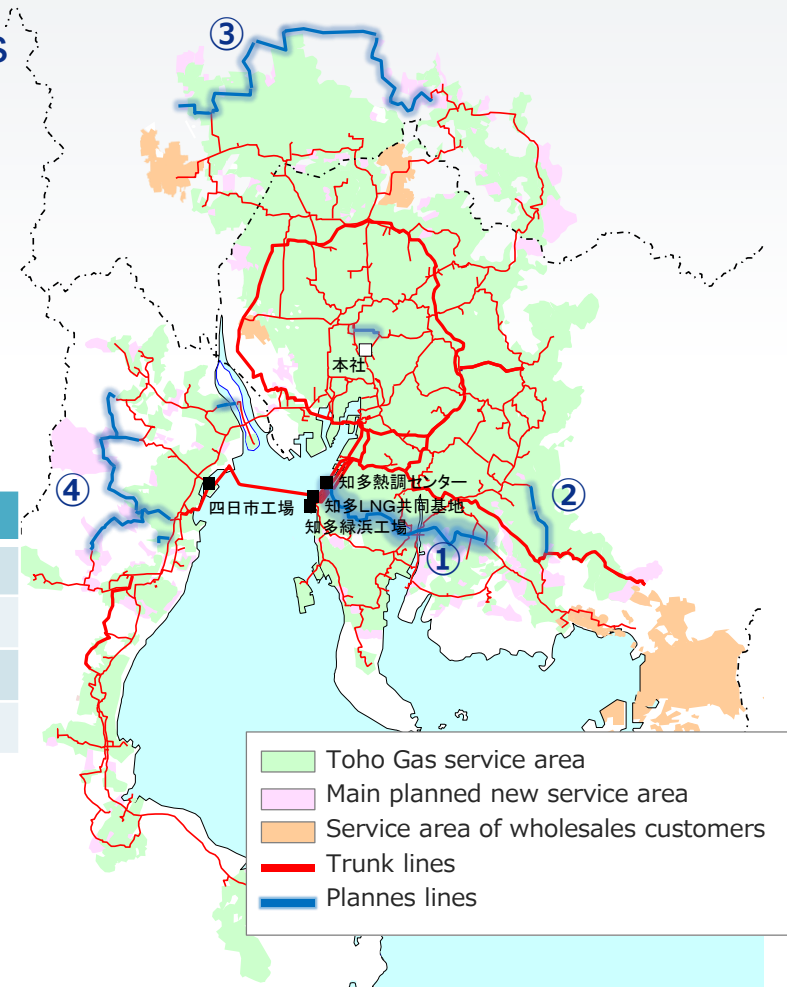 s
③
本社
④
②
知多熱調センター
四日市工場
知多LNG共同基地
知多緑浜工場
①
Toho Gas service area
Main planned new service area
Service area of wholesales customers
Trunk lines
Plannes lines